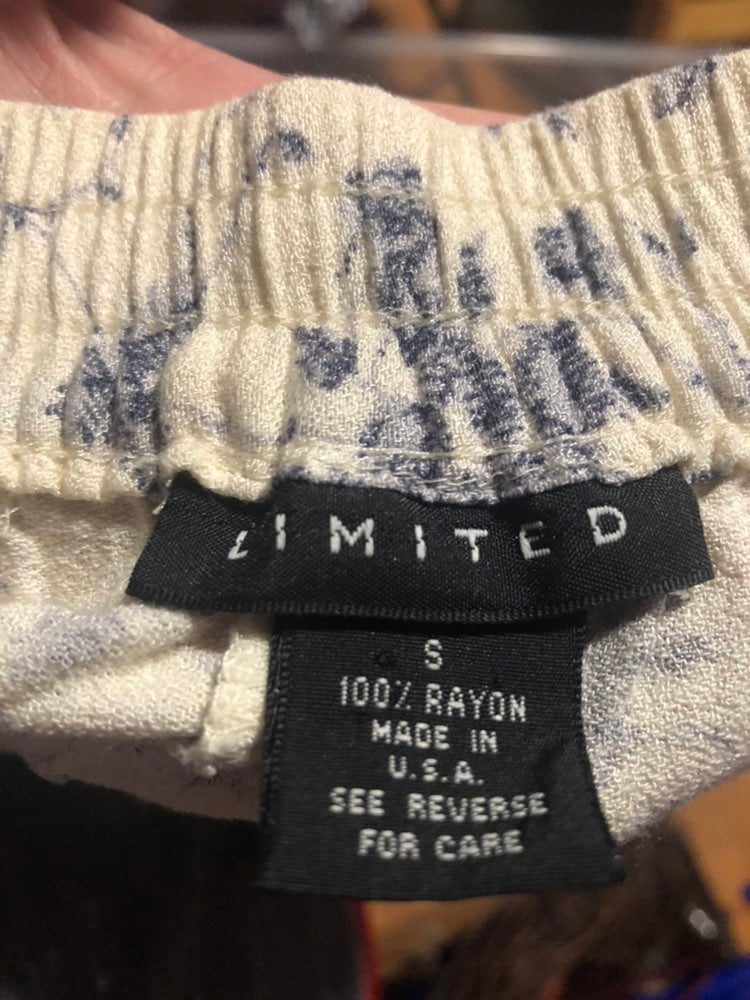 LIMITED
S
100% RAYON
MADE IN
U.S.A.
SEE REVERSE
FOR CARE